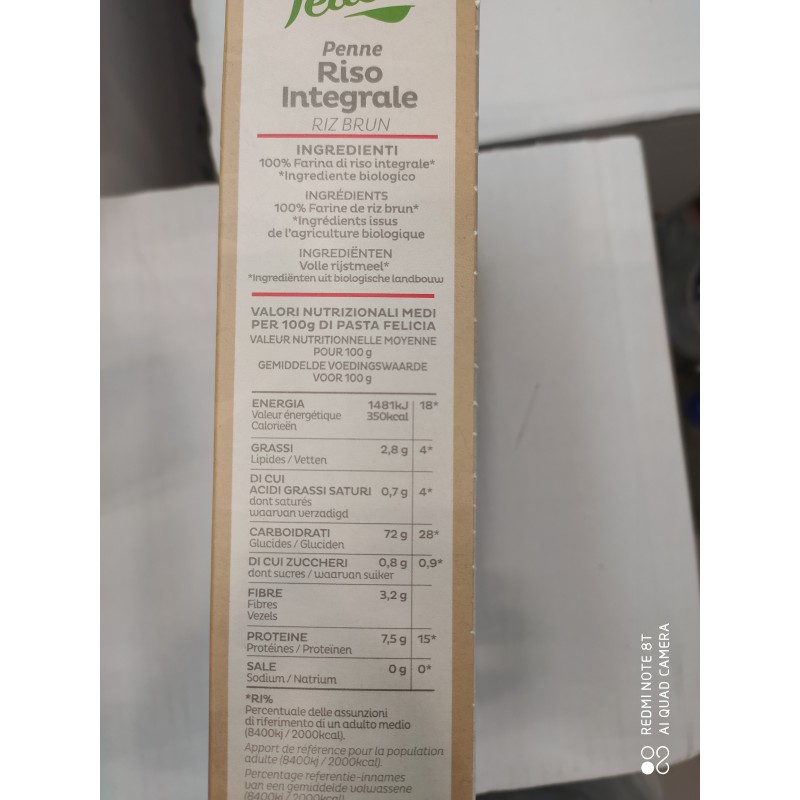 Penne
Riso
Integrale
RIZ BRUN
INGREDIENTI
100% Farina di riso integrale*
*Ingrediente biologico
INGRÉDIENTS
100% Farine de riz brun*
*Ingrédients issus
de l'agriculture biologique
INGREDIËNTEN
Volle rijstmeel*
*Ingrediënten uit biologische landbouw
VALORI NUTRIZIONALI MEDI
PER 100g DI PASTA FELICIA
VALEUR NUTRITIONNELLE MOYENNE
POUR 100 g
GEMIDDELDE VOEDINGSWAARDE
VOOR 100 g
ENERGIA 1481kJ 18*
Valeur énergétique 350kcal
Calorieën
GRASSI 2,8 g 4*
Lipides / Vetten
DI CUI
ACIDI GRASSI SATURI 0,7 g 4*
dont saturés
waarvan verzadigd
CARBOIDRATI 72 g 28*
Glucides / Gluciden
DI CUI ZUCCHERI 0,8 g 0,9*
dont sucres / waarvan suiker
FIBRE 3,2 g
Fibres
Vezels
PROTEINE 7,5 g 15*
Protéines / Proteïnen
SALE 0 g 0*
Sodium / Natrium
*RI%
Percentuale delle assunzioni
di riferimento di un adulto medio
(8400kj / 2000kcal).
Apport de référence pour la population
adulte (8400kj / 2000kcal).
Percentage referentie-innames
van een gemiddelde volwassene
(8400kj / 2000kcal)
REDMI NOTE 8T
AI QUAD CAMERA